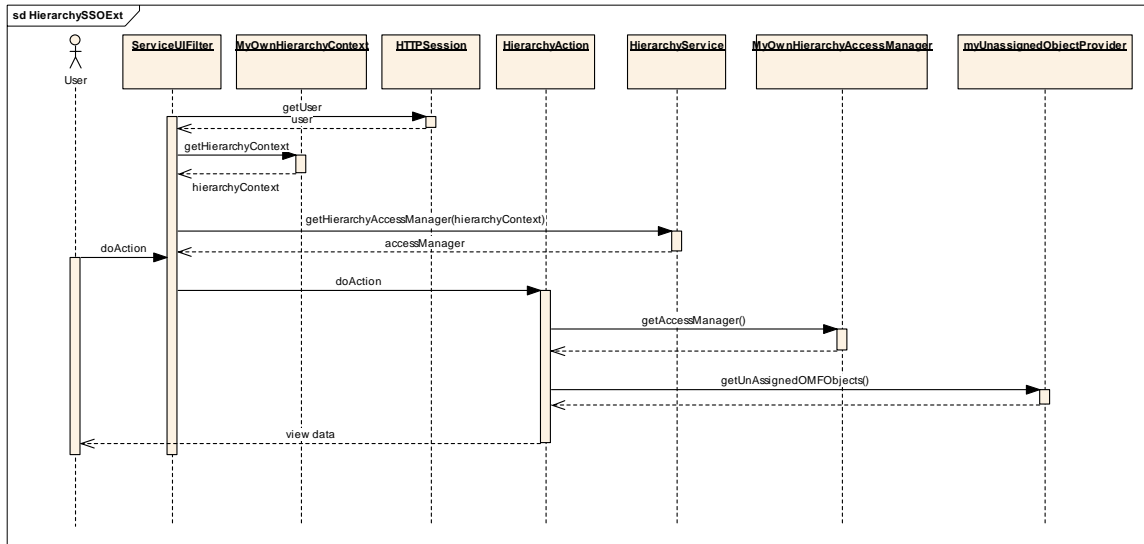 sd HierarchySSOExt
User
ServiceUIFilter
MyOwnHierarchyContext
HTTPSession
HierarchyAction
HierarchyService
MyOwnHierarchyAccessManager
myUnassignedObjectProvider
getUser
user
getHierarchyContext
hierarchyContext
getHierarchyAccessManager(hierarchyContext)
accessManager
doAction
doAction
getAccessManager()
getUnAssignedOMFObjects()
view data